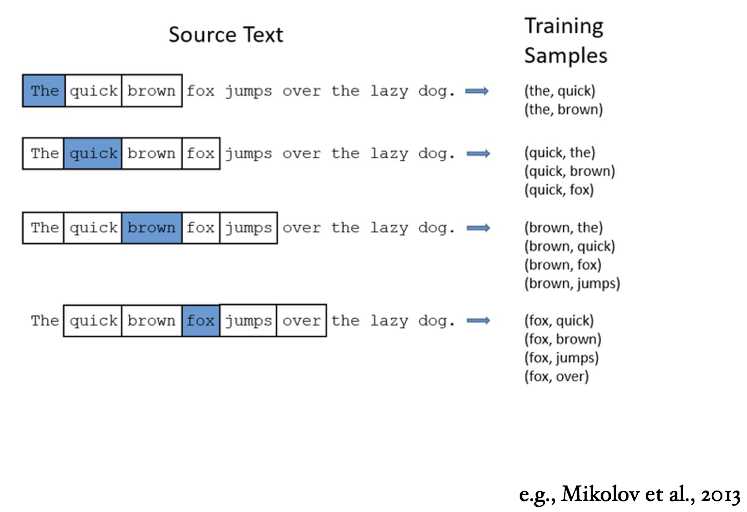 Source Text
Training
Samples
The quick brown fox jumps over the lazy dog.
(the, quick)
(the, brown)
The quick brown fox jumps over the lazy dog.
(quick, the)
(quick, brown)
(quick, fox)
The quick brown fox jumps over the lazy dog.
(brown, the)
(brown, quick)
(brown, fox)
(brown, jumps)
The quick brown fox jumps over the lazy dog.
(fox, quick)
(fox, brown)
(fox, jumps)
(fox, over)
e.g., Mikolov et al., 2013